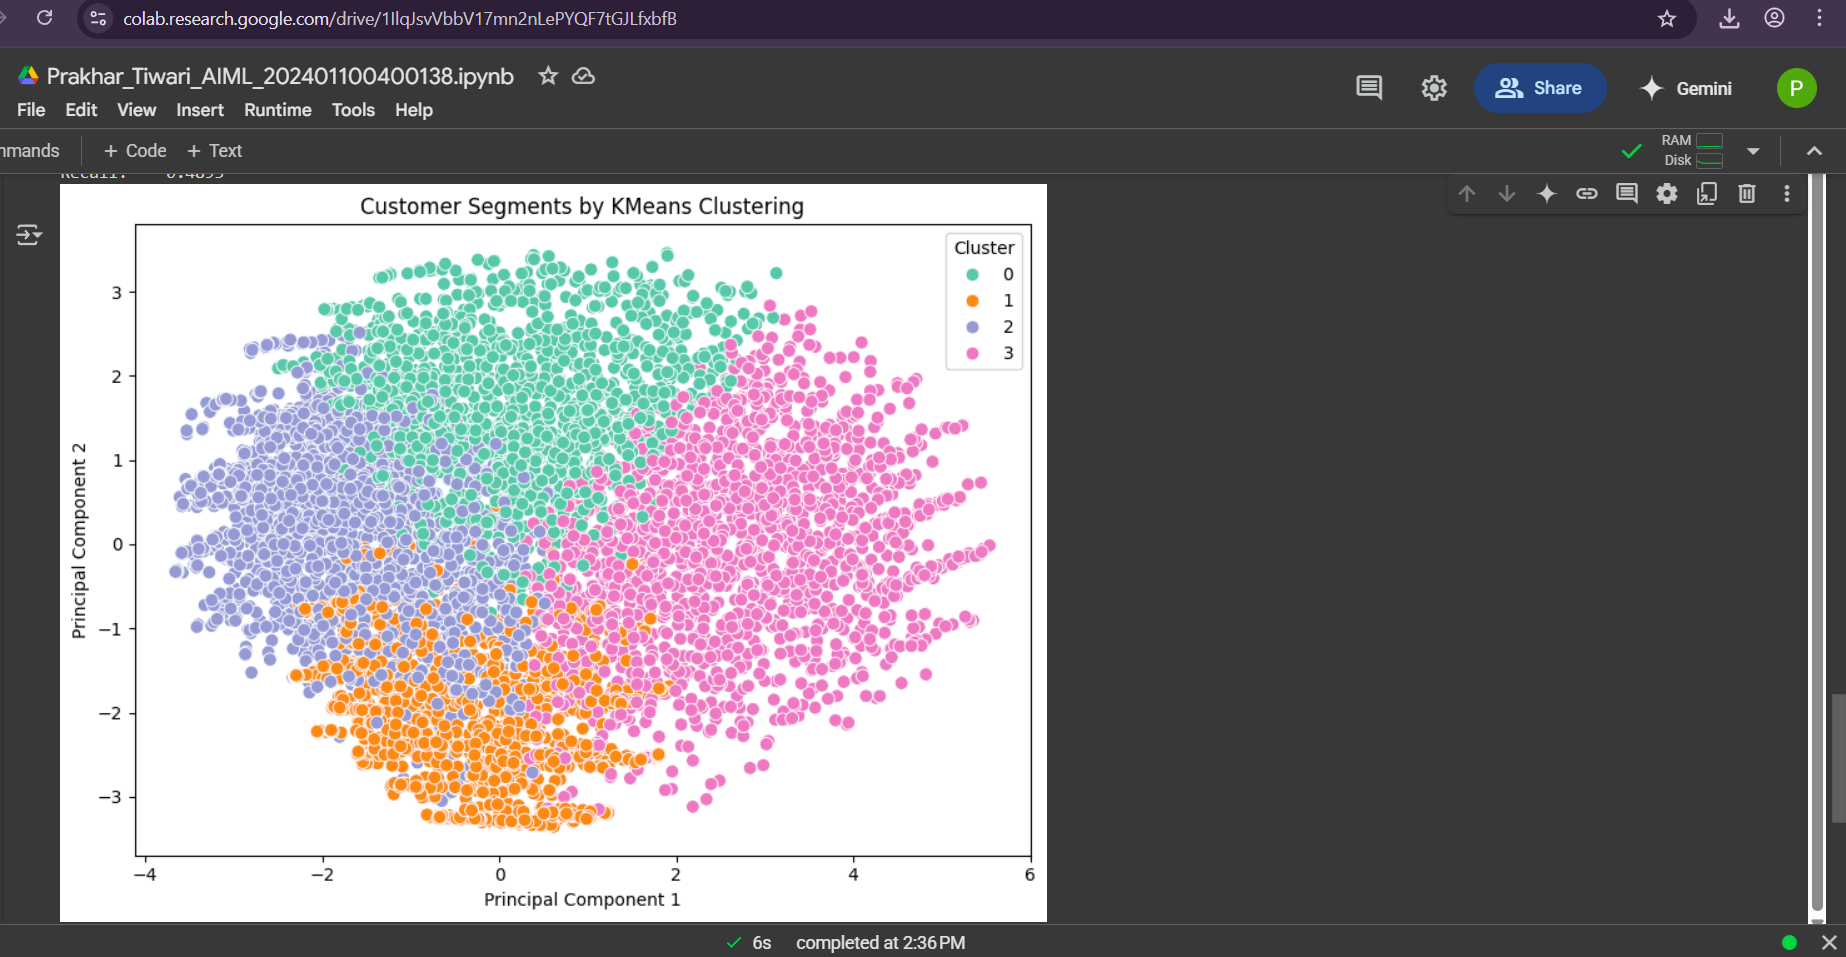 colab.research.google.com/drive/1IlqJsvVbbV17mn2nLePYQF7tGJLfxbfB
Prakhar_Tiwari_AIML_202401100400138.ipynb
Share
Gemini
P
File Edit View Insert Runtime Tools Help
mmands
+ Code + Text
RAM
Disk
Customer Segments by KMeans Clustering
Cluster
0
1
2
3
3
2
1
0
−1
−2
−3
Principal Component 2
−4 −2 0 2 4 6
Principal Component 1
6s completed at 2:36 PM